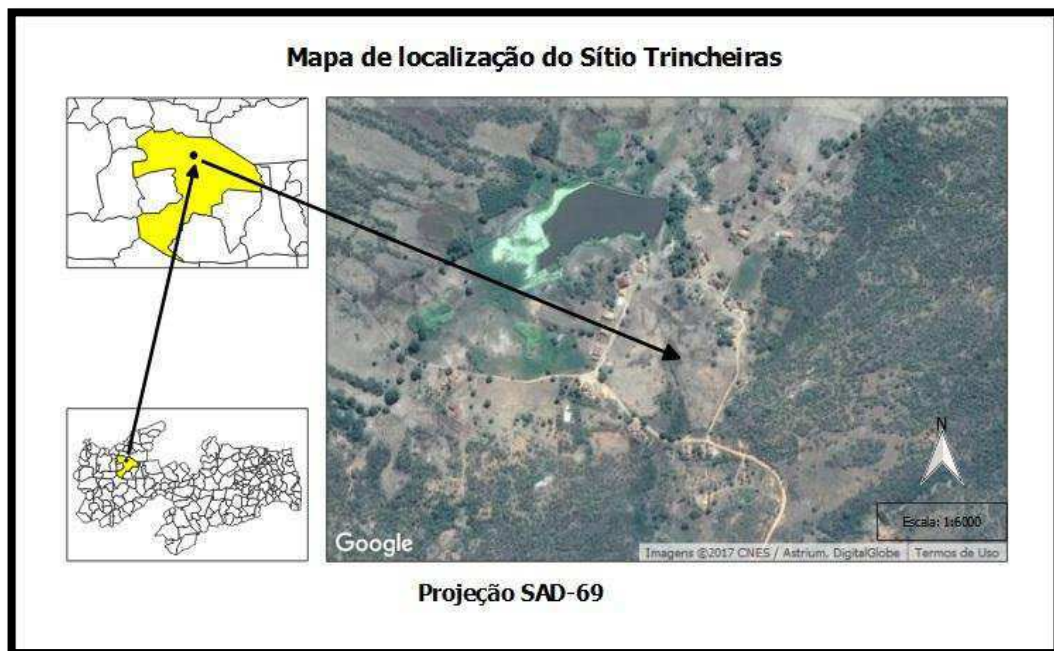 Mapa de localização do Sítio Trincheiras
N
Escala: 1:6000
Google
Imagens ©2017 CNES / Astrium, DigitalGlobe
Termos de Uso
Projeção SAD-69